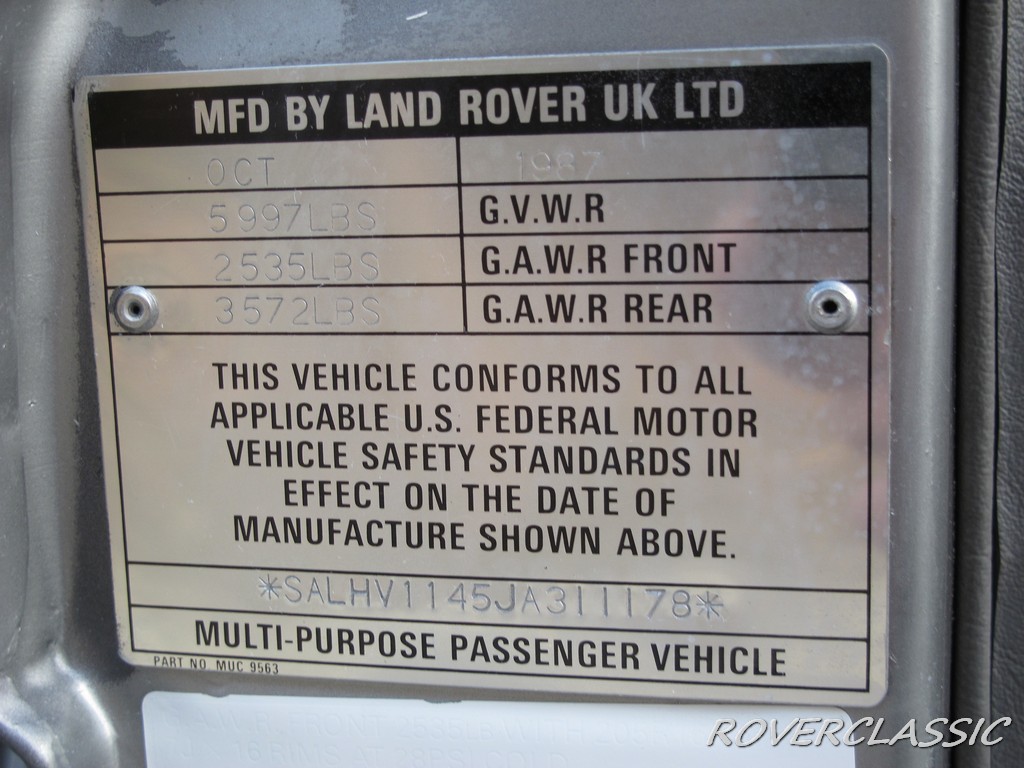 MFD BY LAND ROVER UK LTD
OCT 1987
5997LBS G.V.W.R
2535LBS G.A.W.R FRONT
3572LBS G.A.W.R REAR
THIS VEHICLE CONFORMS TO ALL
APPLICABLE U.S. FEDERAL MOTOR
VEHICLE SAFETY STANDARDS IN
EFFECT ON THE DATE OF
MANUFACTURE SHOWN ABOVE.
*SALHV1145JA311178*
MULTI-PURPOSE PASSENGER VEHICLE
PART NO MUC 9563
FRONT
ROVERCLASSIC